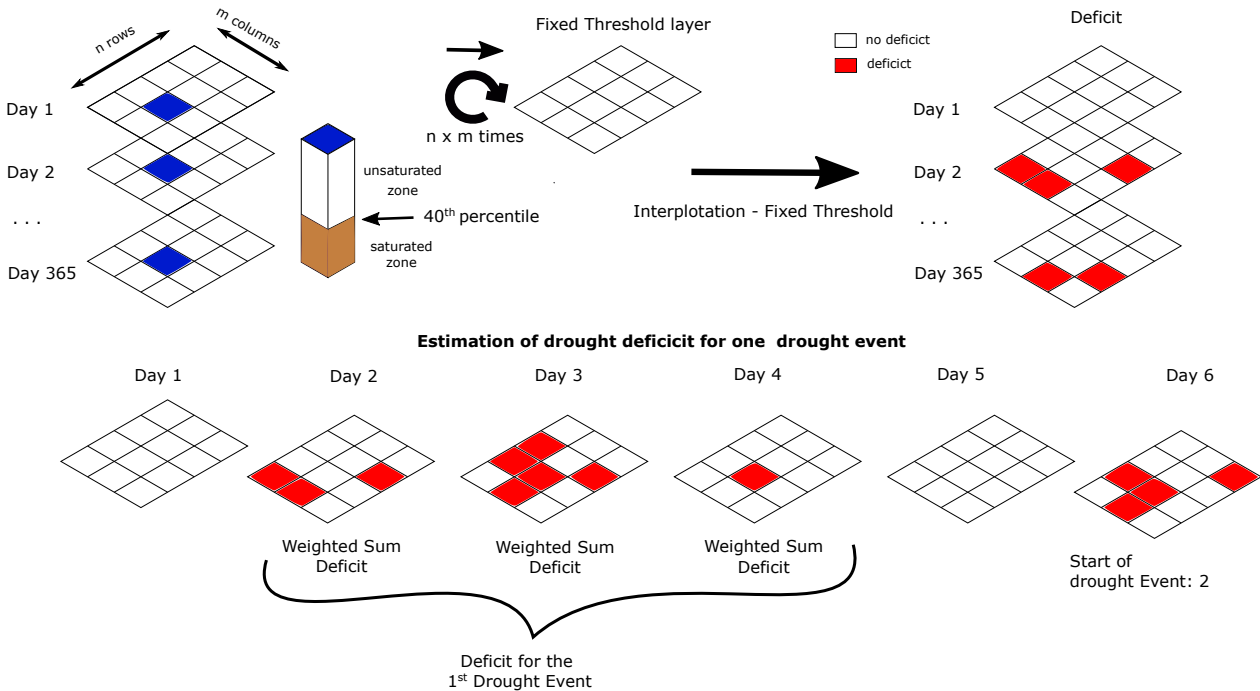 n rows
m columns
Day 1
Day 2
. . .
Day 365
unsaturated
zone
40th percentile
saturated
zone
n x m times
Fixed Threshold layer
Interplotation - Fixed Threshold
no deficict
deficict
Deficit
Day 1
Day 2
. . .
Day 365
Estimation of drought deficicit for one drought event
Day 1
Day 2
Day 3
Day 4
Day 5
Day 6
Weighted Sum
Deficit
Weighted Sum
Deficit
Weighted Sum
Deficit
Start of
drought Event: 2
Deficit for the
1st Drought Event